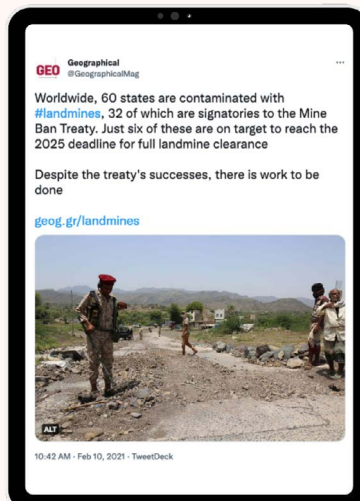 GEO
Geographical
@GeographicalMag
Worldwide, 60 states are contaminated with
#landmines, 32 of which are signatories to the Mine
Ban Treaty. Just six of these are on target to reach the
2025 deadline for full landmine clearance
Despite the treaty's successes, there is work to be
done
geog.gr/landmines
ALT
10:42 AM · Feb 10, 2021 · TweetDeck